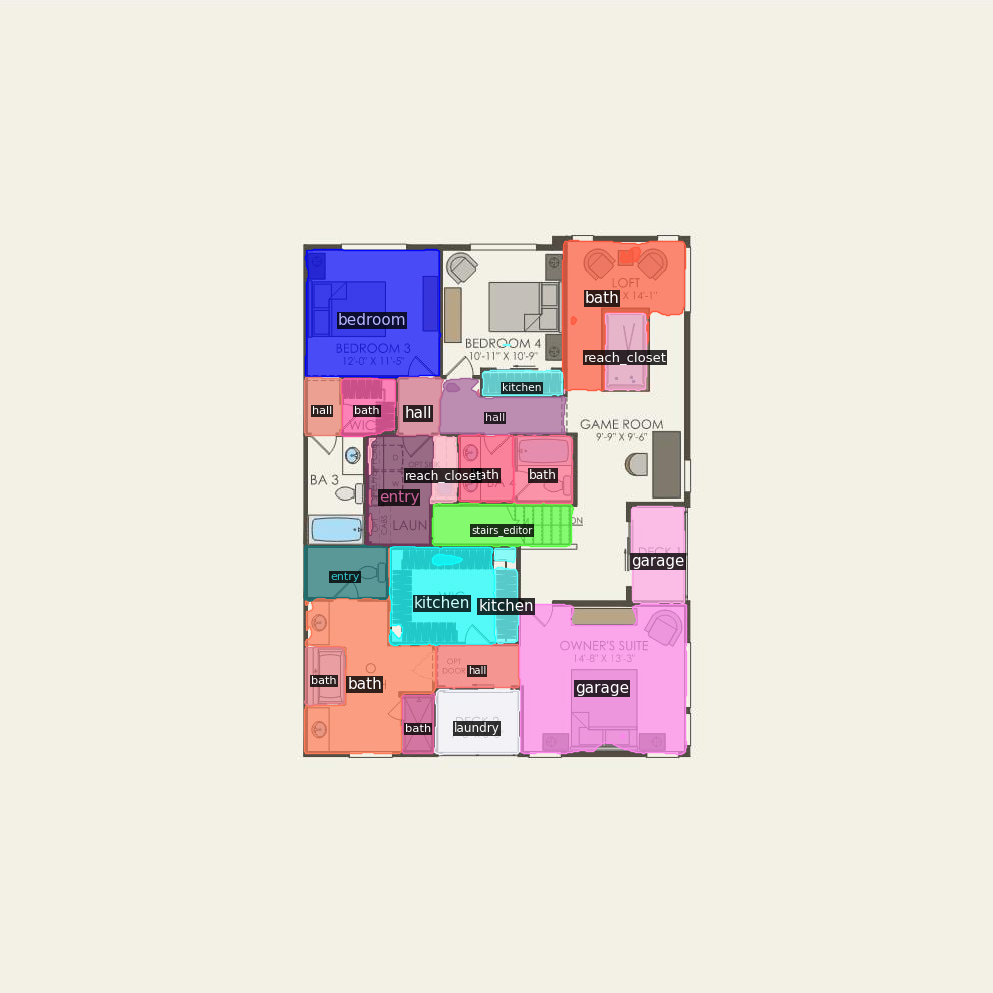 LOFT
X 14'-1"
bath
bedroom
BEDROOM 3
12'-0" X 11'-5"
BEDROOM 4
10'-11" X 10'-9"
reach_closet
kitchen
hall
bath
WIC
hall
hall
GAME ROOM
9'-9" X 9'-6"
BA 3
reach_closet
bath
entry
LAUN
stairs_editor
garage
entry
kitchen
kitchen
OWNER'S SUITE
14'-8" X 13'-3"
OPT
DOOR
hall
bath
bath
garage
bath
laundry